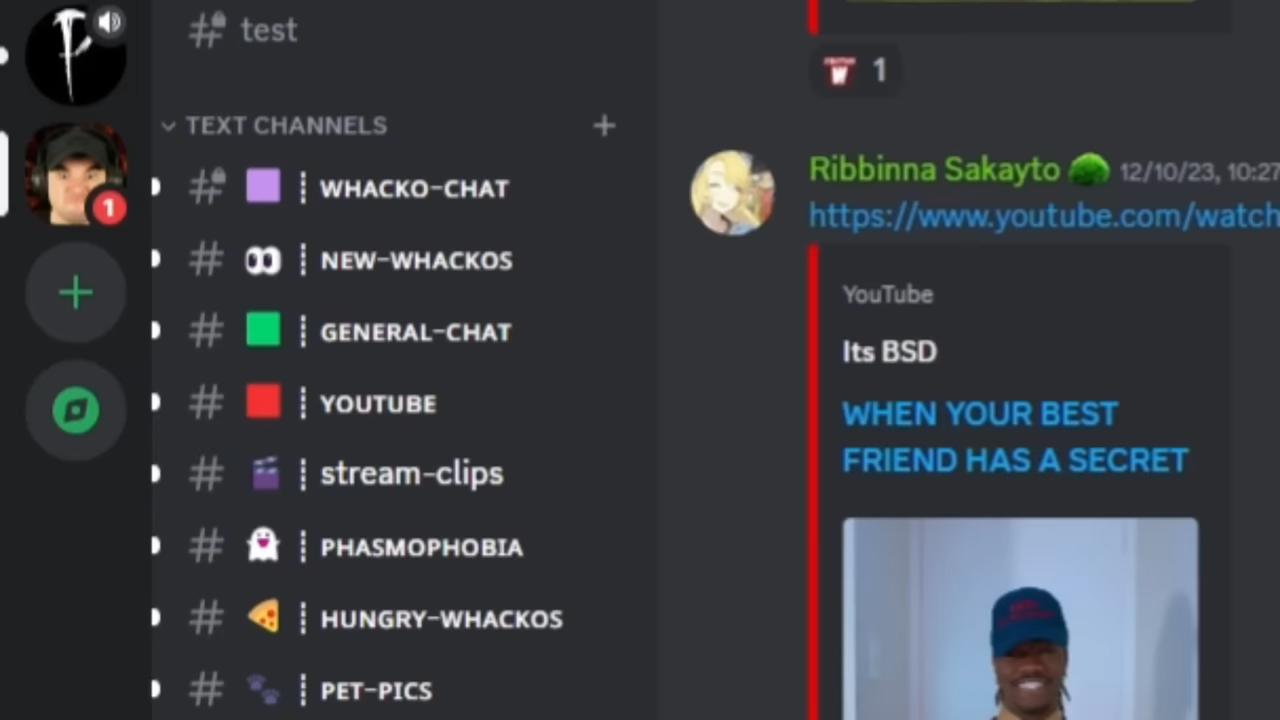 test
TEXT CHANNELS
WHACKO-CHAT
NEW-WHACKOS
GENERAL-CHAT
YOUTUBE
stream-clips
PHASMOPHOBIA
HUNGRY-WHACKOS
PET-PICS
1
1
Ribbinna Sakayto 12/10/23, 10:27
https://www.youtube.com/watch
YouTube
Its BSD
WHEN YOUR BEST
FRIEND HAS A SECRET